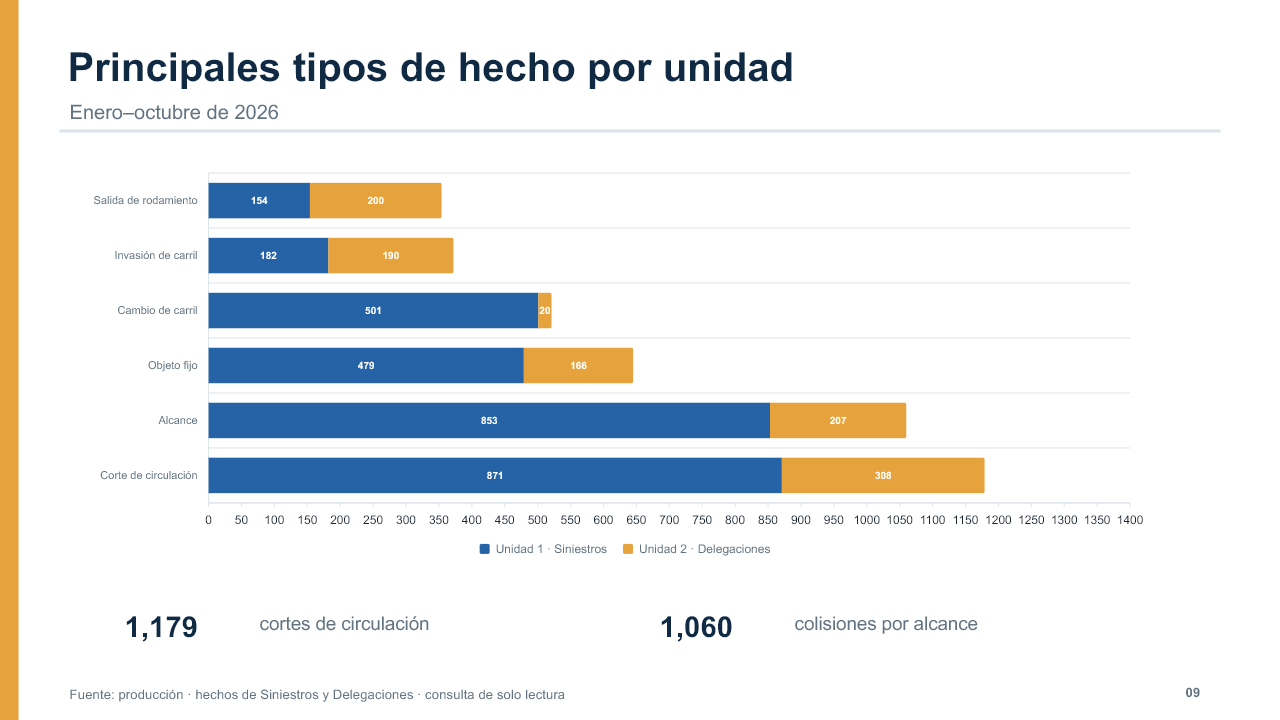 Principales tipos de hecho por unidad
Enero–octubre de 2026
Salida de rodamiento 154 200
Invasión de carril 182 190
Cambio de carril 501 20
Objeto fijo 479 166
Alcance 853 207
Corte de circulación 871 308
0 50 100 150 200 250 300 350 400 450 500 550 600 650 700 750 800 850 900 950 1000 1050 1100 1150 1200 1250 1300 1350 1400
Unidad 1 · Siniestros Unidad 2 · Delegaciones
1,179 cortes de circulación 1,060 colisiones por alcance
Fuente: producción · hechos de Siniestros y Delegaciones · consulta de solo lectura
09